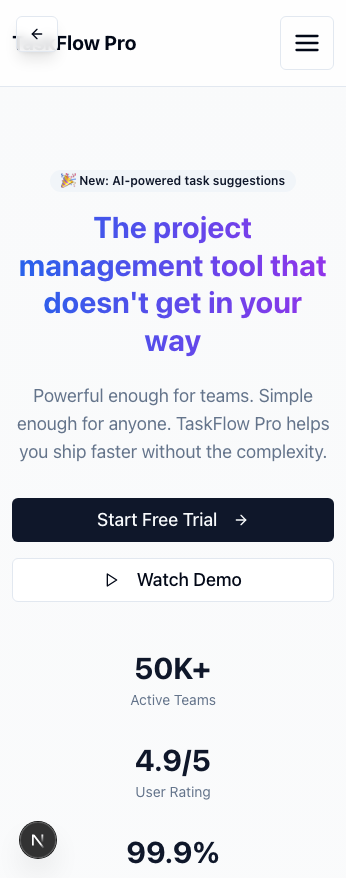 TaskFlow Pro
🎉 New: AI-powered task suggestions
The project
management tool that
doesn't get in your
way
Powerful enough for teams. Simple
enough for anyone. TaskFlow Pro helps
you ship faster without the complexity.
Start Free Trial
Watch Demo
50K+
Active Teams
4.9/5
User Rating
99.9%
N